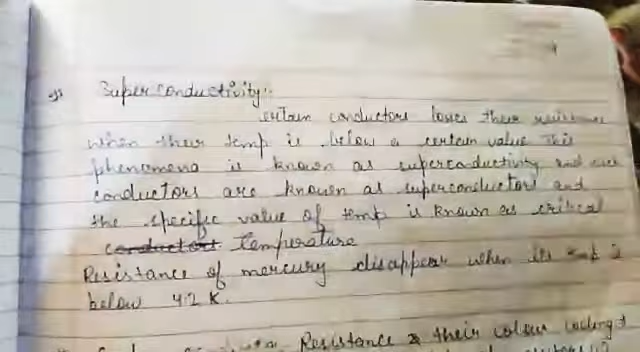 Superconductivity:-
certain conductors loses their resistance
when their temp is below a certain value This
phenomena is known as superconductivity and such
conductors are known as superconductors and
the specific value of temp is known as critical
conductort Temperature
Resistance of mercury disappear when its temp is
below 4.2 K.
Resistance & their colour coding